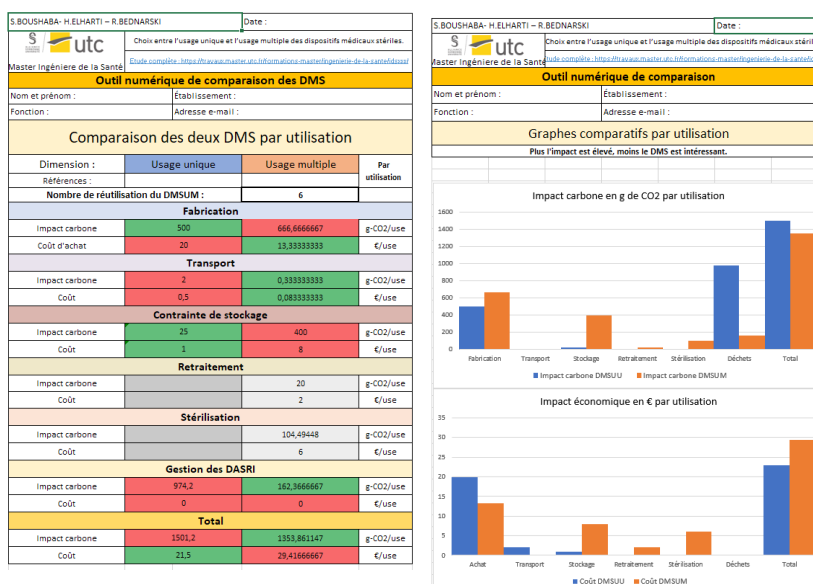 S.BOUSHABA- H.ELHARTI – R.BEDNARSKI Date :
S utc
Choix entre l'usage unique et l'usage multiple des dispositifs médicaux stériles.
Master Ingénierie de la Santé
Etude complète : https://travaux.master.utc.fr/formations-master/ingenierie-de-la-sante/ids
Outil numérique de comparaison des DMS
Nom et prénom : Établissement :
Fonction : Adresse e-mail :
Comparaison des deux DMS par utilisation
Dimension : Usage unique Usage multiple Par utilisation
Références :
Nombre de réutilisation du DMSUM : 6
Fabrication
Impact carbone 500 666,6666667 g-CO2/use
Coût d'achat 20 13,33333333 €/use
Transport
Impact carbone 2 0,333333333 g-CO2/use
Coût 0,5 0,083333333 €/use
Contrainte de stockage
Impact carbone 25 400 g-CO2/use
Coût 1 8 €/use
Retraitement
Impact carbone 20 g-CO2/use
Coût 2 €/use
Stérilisation
Impact carbone 104,49448 g-CO2/use
Coût 6 €/use
Gestion des DASRI
Impact carbone 974,2 162,3666667 g-CO2/use
Coût 0 0 €/use
Total
Impact carbone 1501,2 1353,861147 g-CO2/use
Coût 21,5 29,41666667 €/use
S.BOUSHABA- H.ELHARTI – R.BEDNARSKI Date :
S utc
Choix entre l'usage unique et l'usage multiple des dispositifs médicaux stéril
Master Ingénierie de la Santé
Etude complète : https://travaux.master.utc.fr/formations-master/ingenierie-de-la-sante/
Outil numérique de comparaison
Nom et prénom : Établissement :
Fonction : Adresse e-mail :
Graphes comparatifs par utilisation
Plus l'impact est élevé, moins le DMS est intéressant.
Impact carbone en g de CO2 par utilisation
1600
1400
1200
1000
800
600
400
200
0
Fabrication Transport Stockage Retraitement Stérilisation Déchets Total
Impact carbone DMSUU Impact carbone DMSUM
Impact économique en € par utilisation
35
30
25
20
15
10
5
0
Achat Transport Stockage Retraitement Stérilisation Déchets Total
Coût DMSUU Coût DMSUM